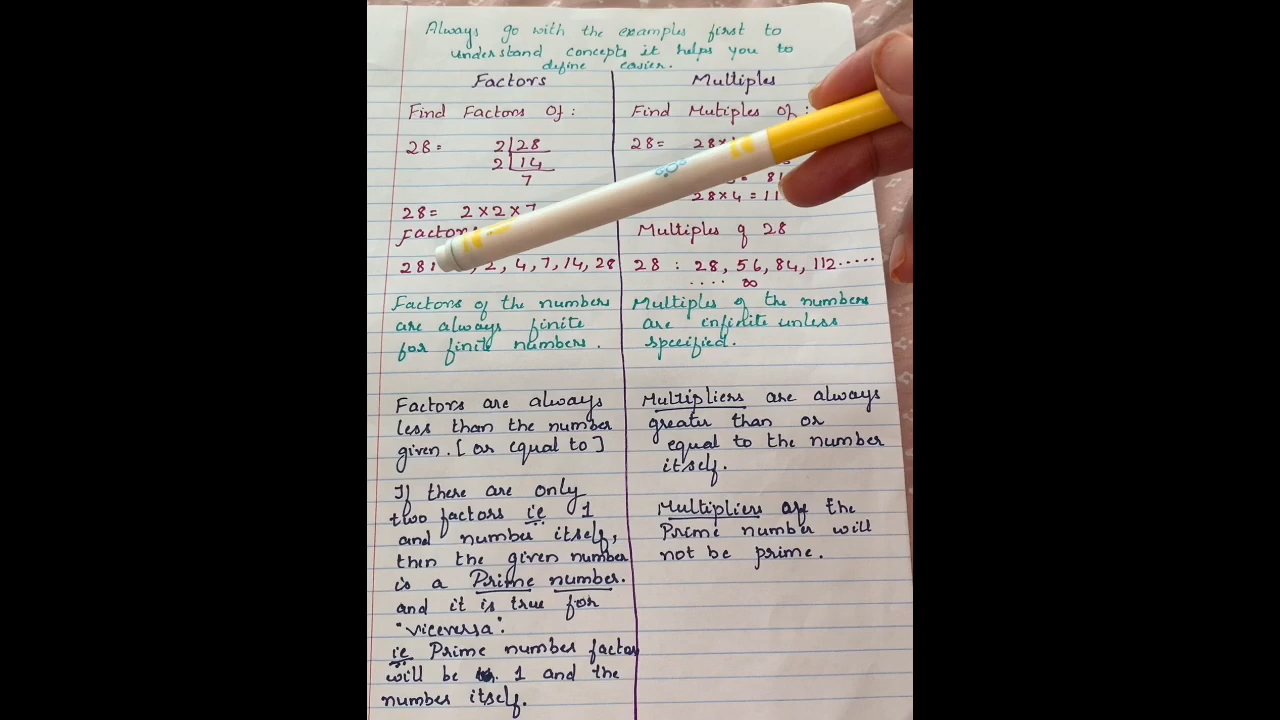 Always go with the examples first to
understand concepts it helps you to
define easier.
Factors
Find Factors Of :
28 = 2 28
2 14
7
28 = 2 × 2 × 7
Factors
28: 2, 4, 7, 14, 28
Factors of the numbers
are always finite
for finite numbers.
Factors are always
less than the number
given. [ or equal to ]
If there are only
two factors ie 1
and number itself,
then the given number
is a Prime number.
and it is true for
"viceversa".
ie Prime number factor
will be 1 and the
number itself.
Multiples
Find Mutiples Of :
28 = 28×
= 81
28×4 = 11
Multiples of 28
28 : 28, 56, 84, 112 .....
.... ∞
Multiples of the numbers
are infinite unless
specified.
Multipliers are always
greater than or
equal to the number
itself.
Multipliers of the
Prime number will
not be prime.